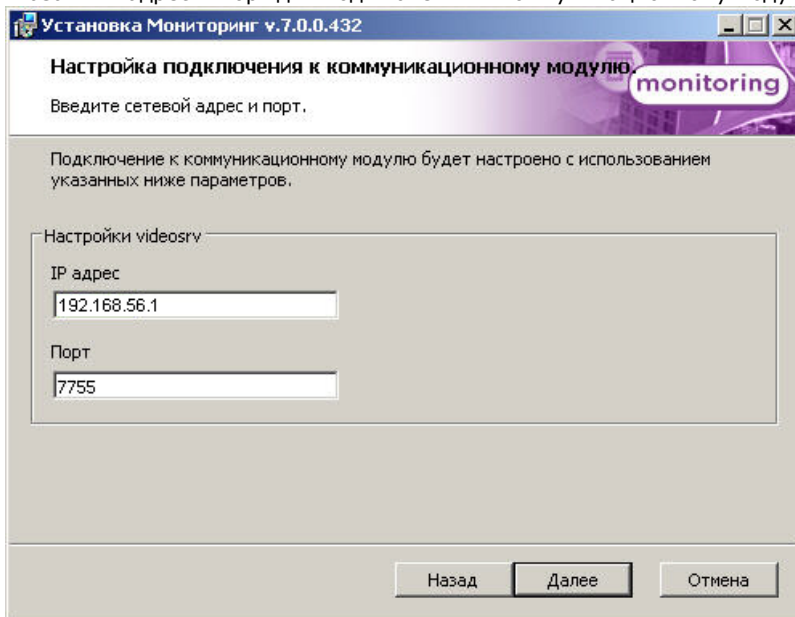 Установка Мониторинг v.7.0.0.432
Настройка подключения к коммуникационному модулю.
monitoring
Введите сетевой адрес и порт.
Подключение к коммуникационному модулю будет настроено с использованием
указанных ниже параметров.
Настройки videosrv
IP адрес
192.168.56.1
Порт
7755
Назад
Далее
Отмена